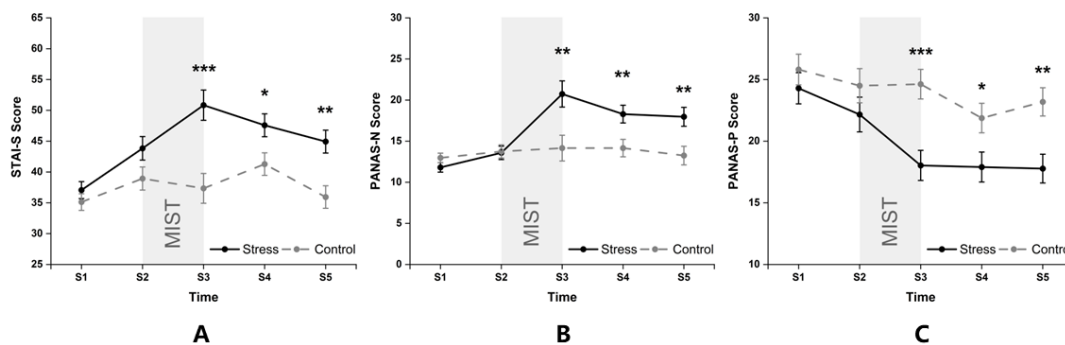 65
60
55
50
45
40
35
30
25
STAI-S Score
***
*
**
MIST
Stress
Control
S1 S2 S3 S4 S5
Time
A
30
25
20
15
10
5
0
PANAS-N Score
**
**
**
MIST
Stress
Control
S1 S2 S3 S4 S5
Time
B
30
25
20
15
10
PANAS-P Score
***
*
**
MIST
Stress
Control
S1 S2 S3 S4 S5
Time
C